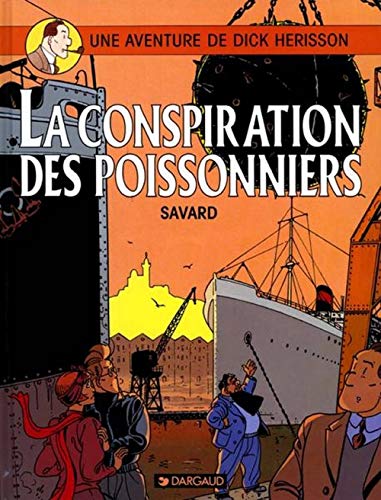 UNE AVENTURE DE DICK HERISSON
LA CONSPIRATION
DES POISSONNIERS
SAVARD
DARGAUD